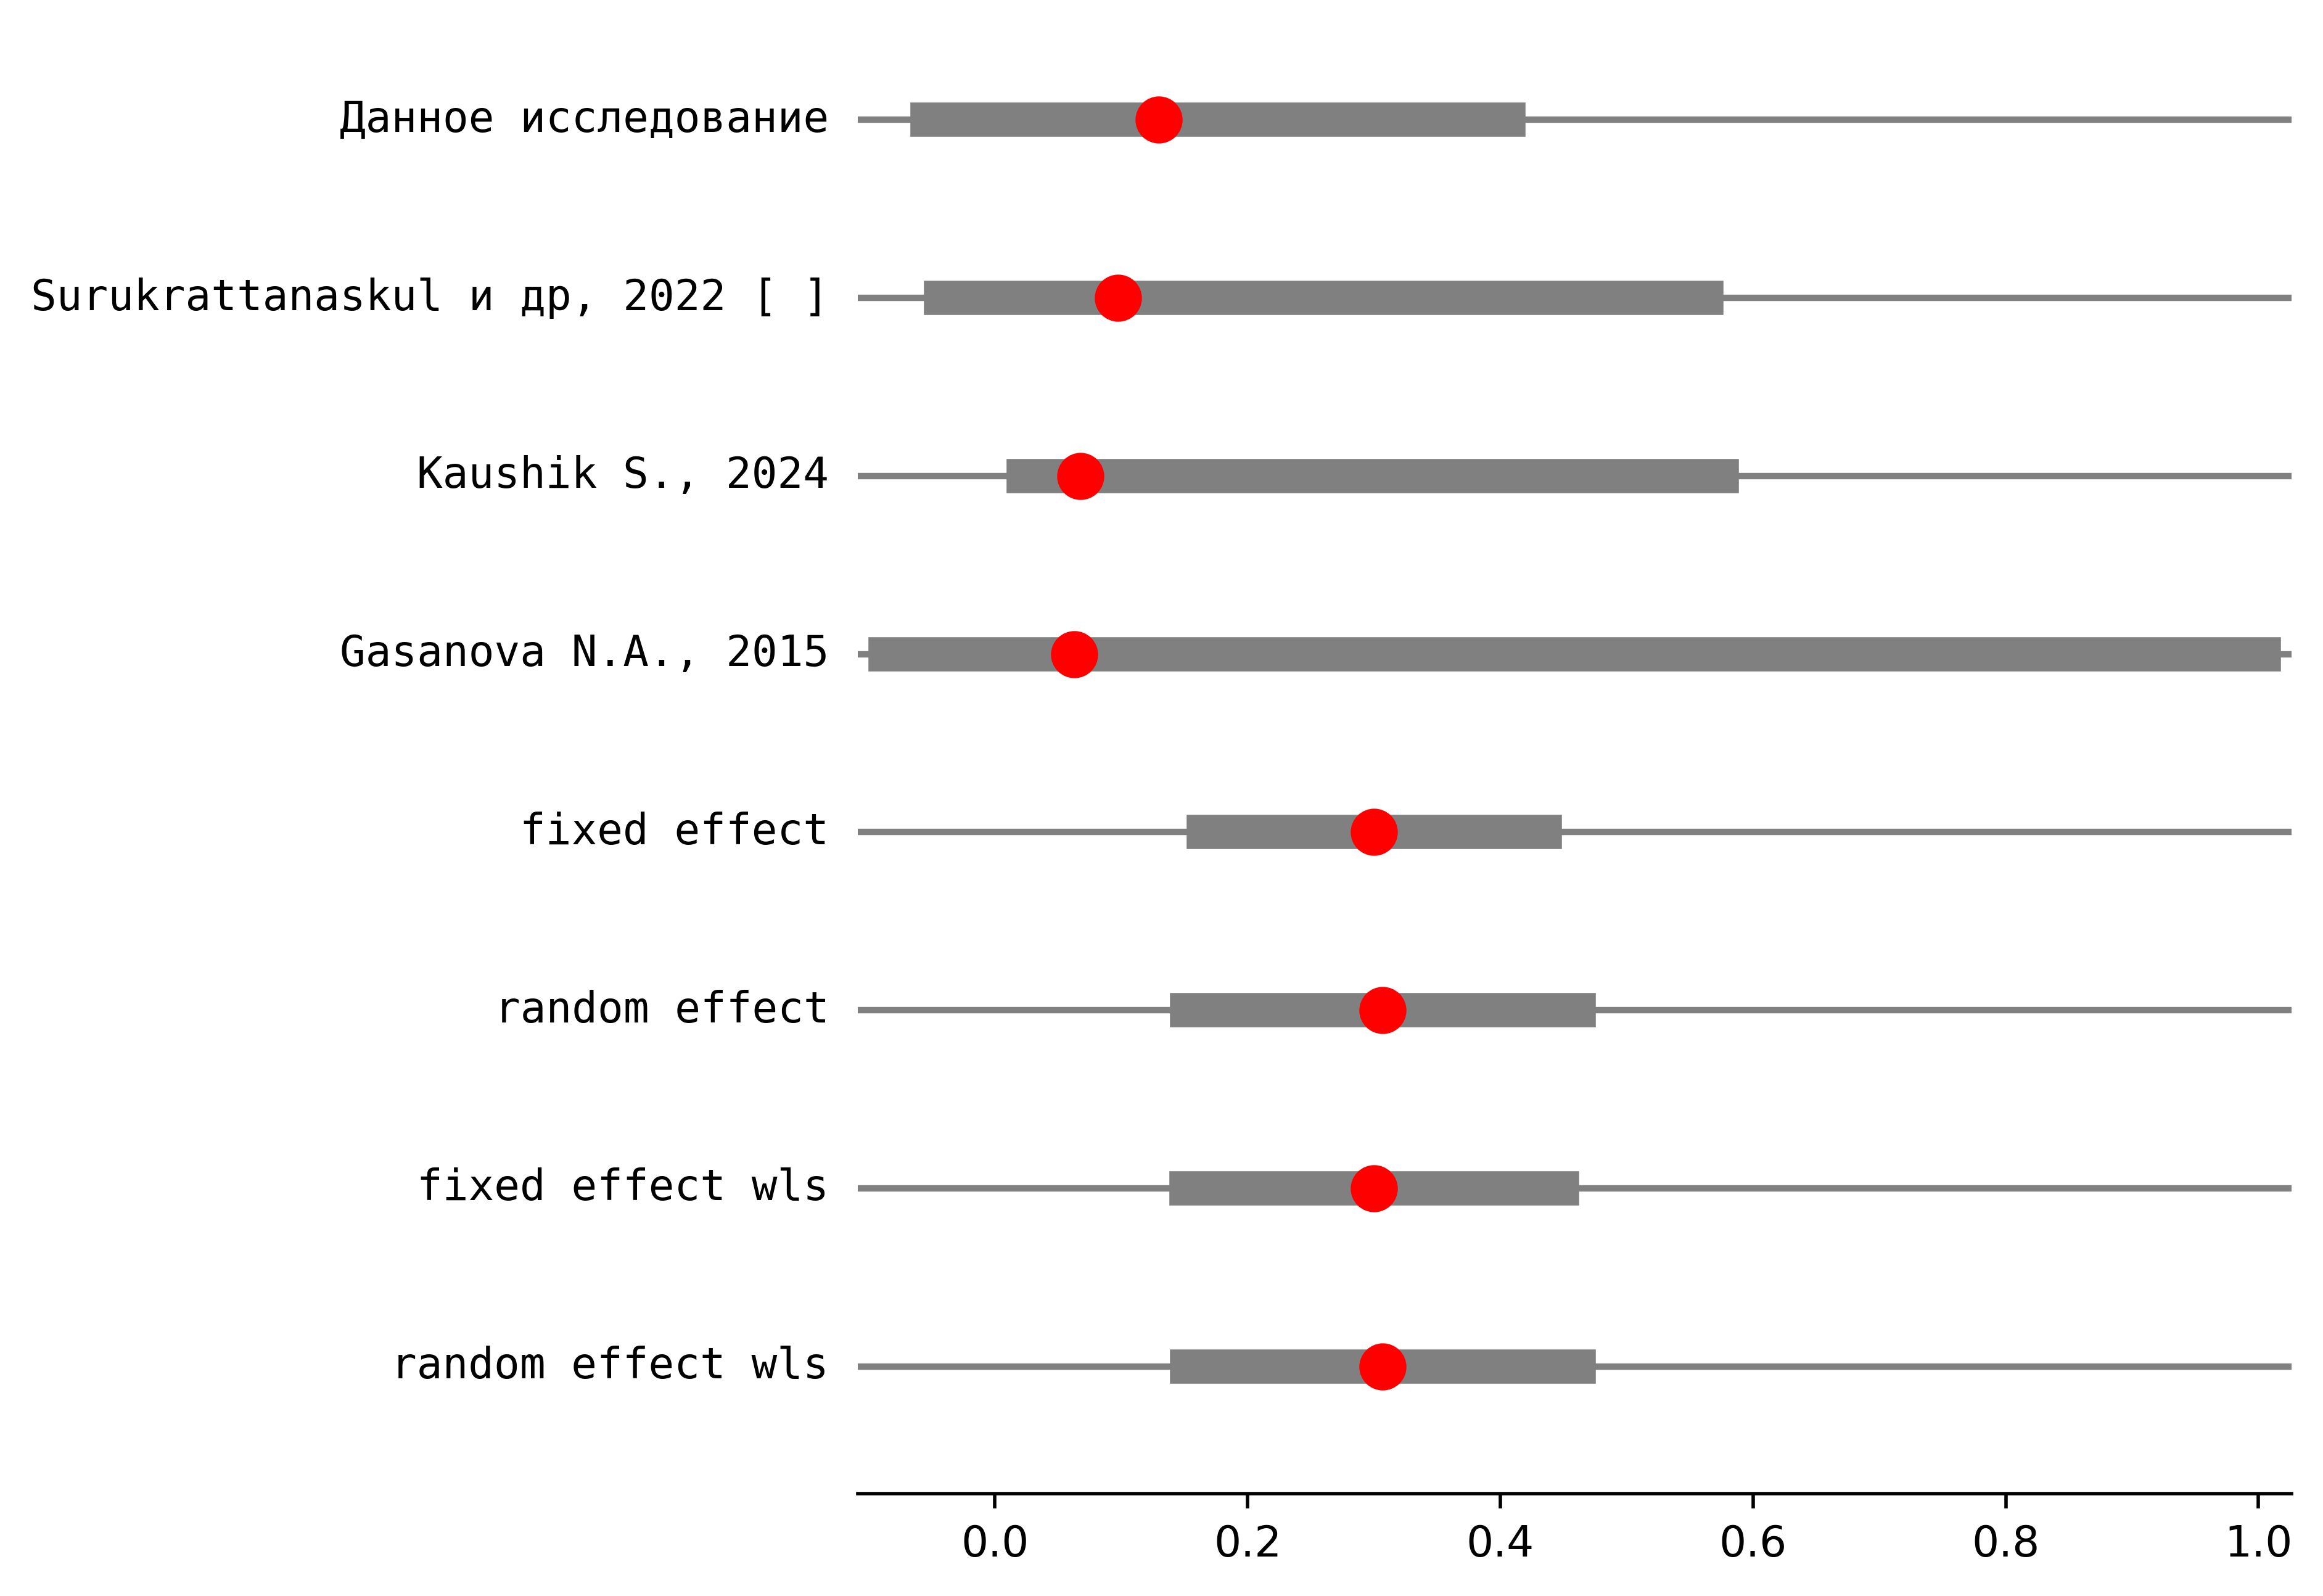 Данное исследование
Surukrattanaskul и др, 2022 [ ]
Kaushik S., 2024
Gasanova N.A., 2015
fixed effect
random effect
fixed effect wls
random effect wls
0.0 0.2 0.4 0.6 0.8 1.0